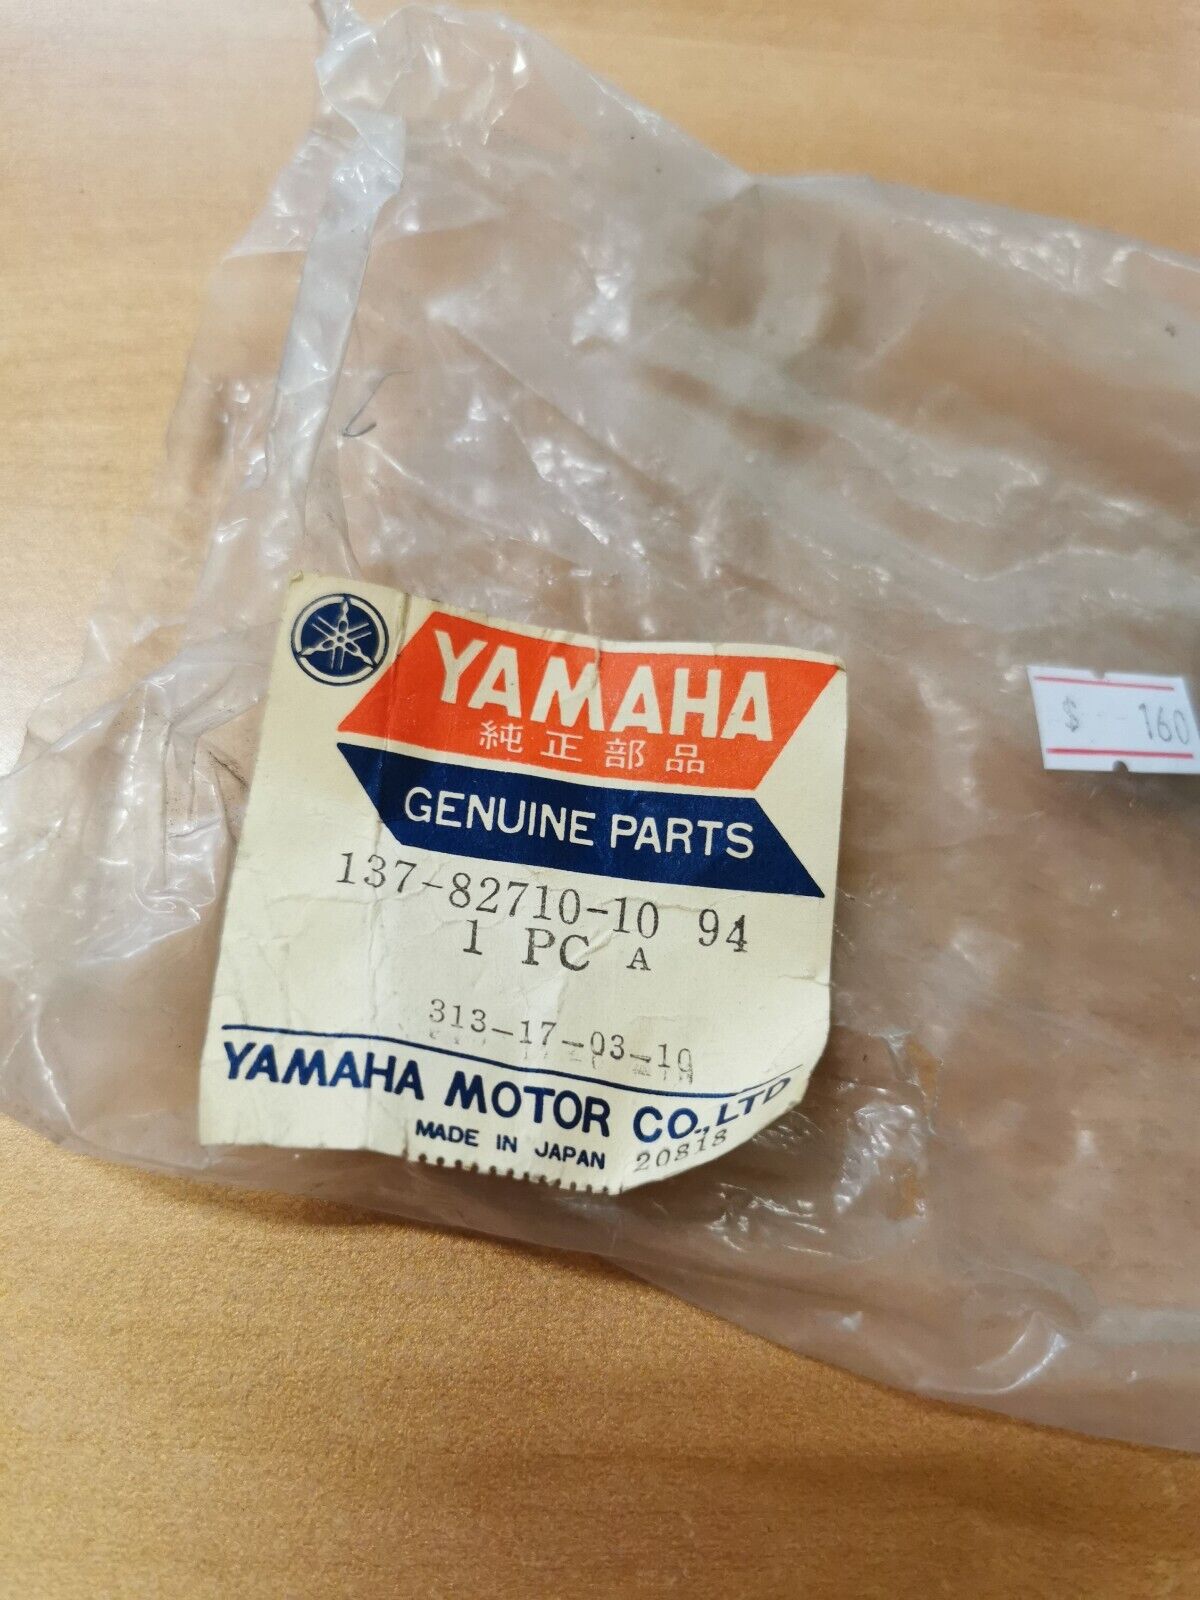 YAMAHA
純正部品
GENUINE PARTS
137-82710-10 94
1 PC A
313-17-03-10
YAMAHA MOTOR CO., LTD
MADE IN JAPAN 20818
$ 160